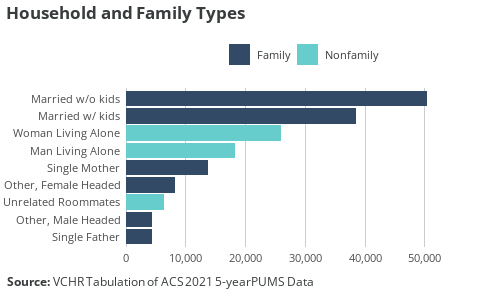 Household and Family Types
Family Nonfamily
Married w/o kids
Married w/ kids
Woman Living Alone
Man Living Alone
Single Mother
Other, Female Headed
Unrelated Roommates
Other, Male Headed
Single Father
0 10,000 20,000 30,000 40,000 50,000
Source: VCHR Tabulation of ACS 2021 5-yearPUMS Data